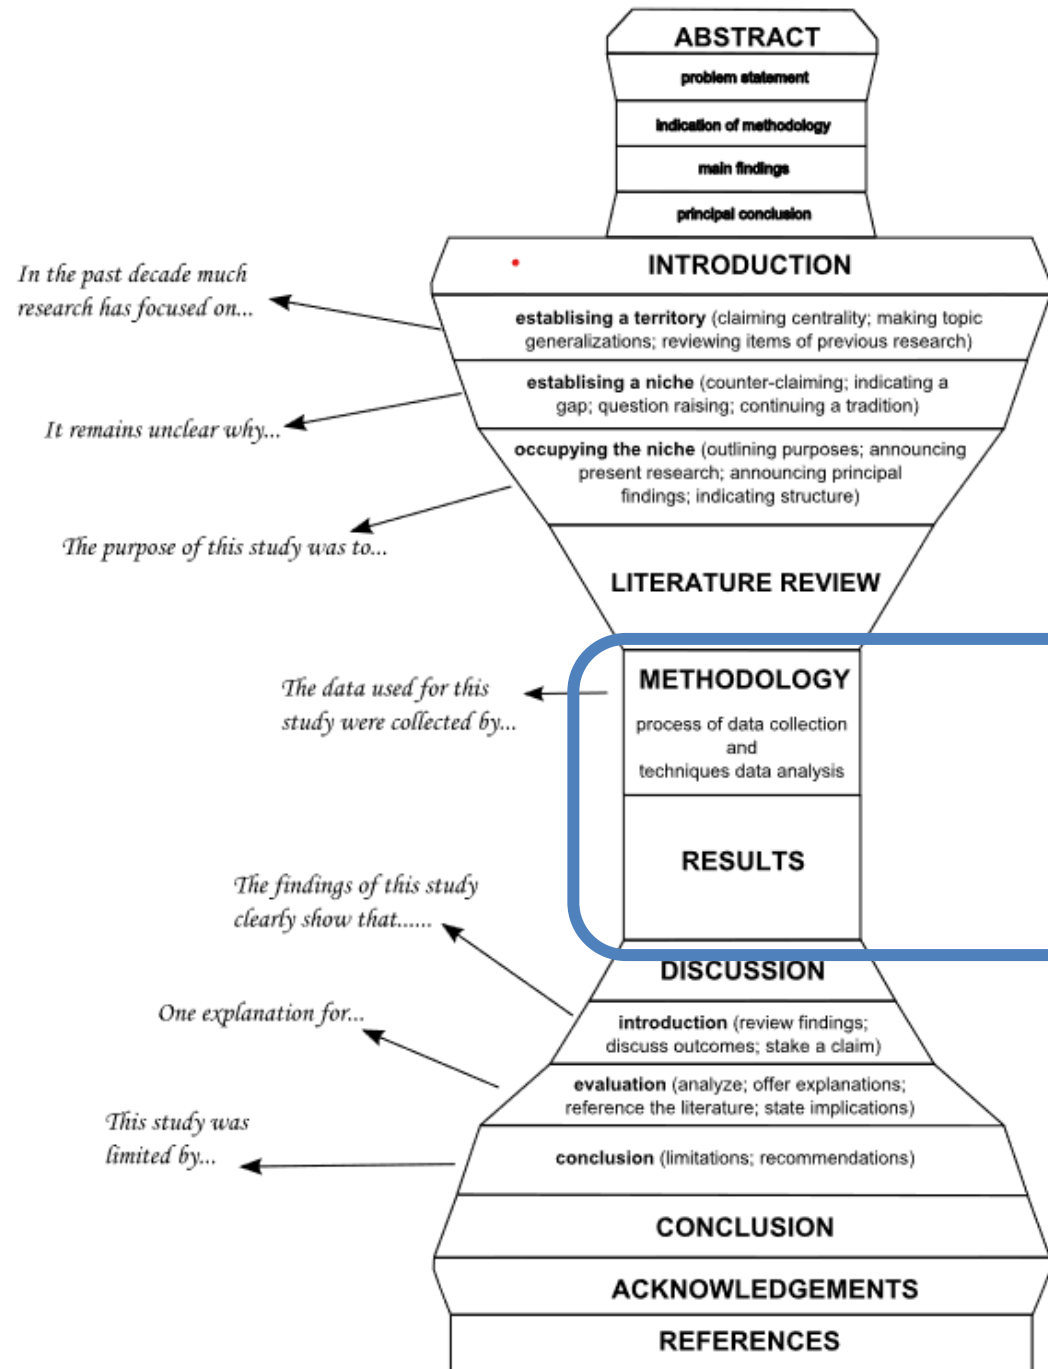 ABSTRACT
problem statement
indication of methodology
main findings
principal conclusion
INTRODUCTION
In the past decade much
research has focused on...
establising a territory (claiming centrality; making topic
generalizations; reviewing items of previous research)
establising a niche (counter-claiming; indicating a
gap; question raising; continuing a tradition)
It remains unclear why...
occupying the niche (outlining purposes; announcing
present research; announcing principal
findings; indicating structure)
The purpose of this study was to...
LITERATURE REVIEW
METHODOLOGY
The data used for this
study were collected by...
process of data collection
and
techniques data analysis
RESULTS
The findings of this study
clearly show that......
DISCUSSION
One explanation for...
introduction (review findings;
discuss outcomes; stake a claim)
evaluation (analyze; offer explanations;
reference the literature; state implications)
This study was
limited by...
conclusion (limitations; recommendations)
CONCLUSION
ACKNOWLEDGEMENTS
REFERENCES